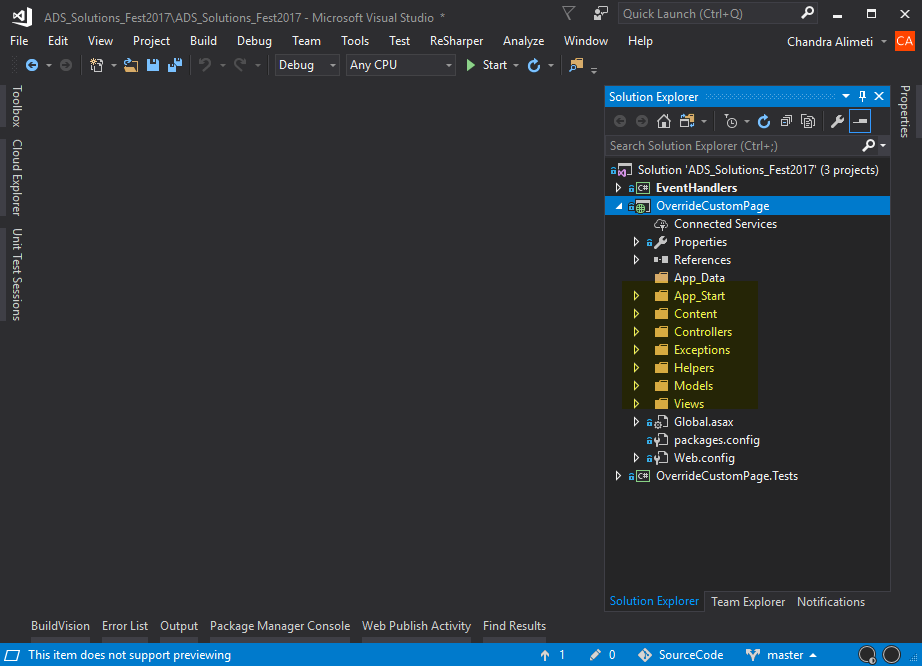 ADS_Solutions_Fest2017\ADS_Solutions_Fest2017 - Microsoft Visual Studio *
Quick Launch (Ctrl+Q)
File Edit View Project Build Debug Team Tools Test ReSharper Analyze Window Help
Chandra Alimeti CA
Debug Any CPU Start
Toolbox
Cloud Explorer
Unit Test Sessions
Solution Explorer
Search Solution Explorer (Ctrl+;)
Solution 'ADS_Solutions_Fest2017' (3 projects)
C# EventHandlers
OverrideCustomPage
Connected Services
Properties
References
App_Data
App_Start
Content
Controllers
Exceptions
Helpers
Models
Views
Global.asax
packages.config
Web.config
C# OverrideCustomPage.Tests
Properties
Solution Explorer Team Explorer Notifications
BuildVision Error List Output Package Manager Console Web Publish Activity Find Results
This item does not support previewing
1 0 SourceCode master